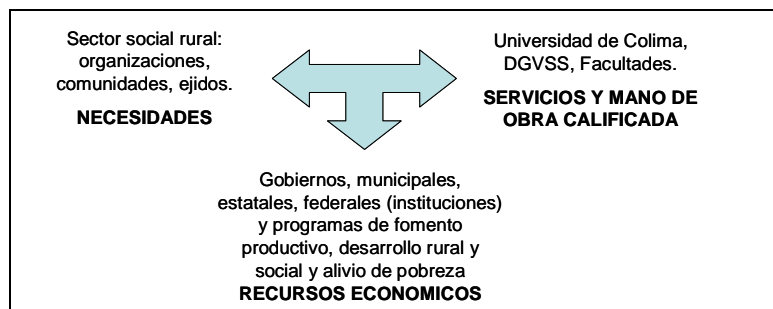 Sector social rural:
organizaciones,
comunidades, ejidos.
NECESIDADES
Universidad de Colima,
DGVSS, Facultades.
SERVICIOS Y MANO DE
OBRA CALIFICADA
Gobiernos, municipales,
estatales, federales (instituciones)
y programas de fomento
productivo, desarrollo rural y
social y alivio de pobreza
RECURSOS ECONOMICOS